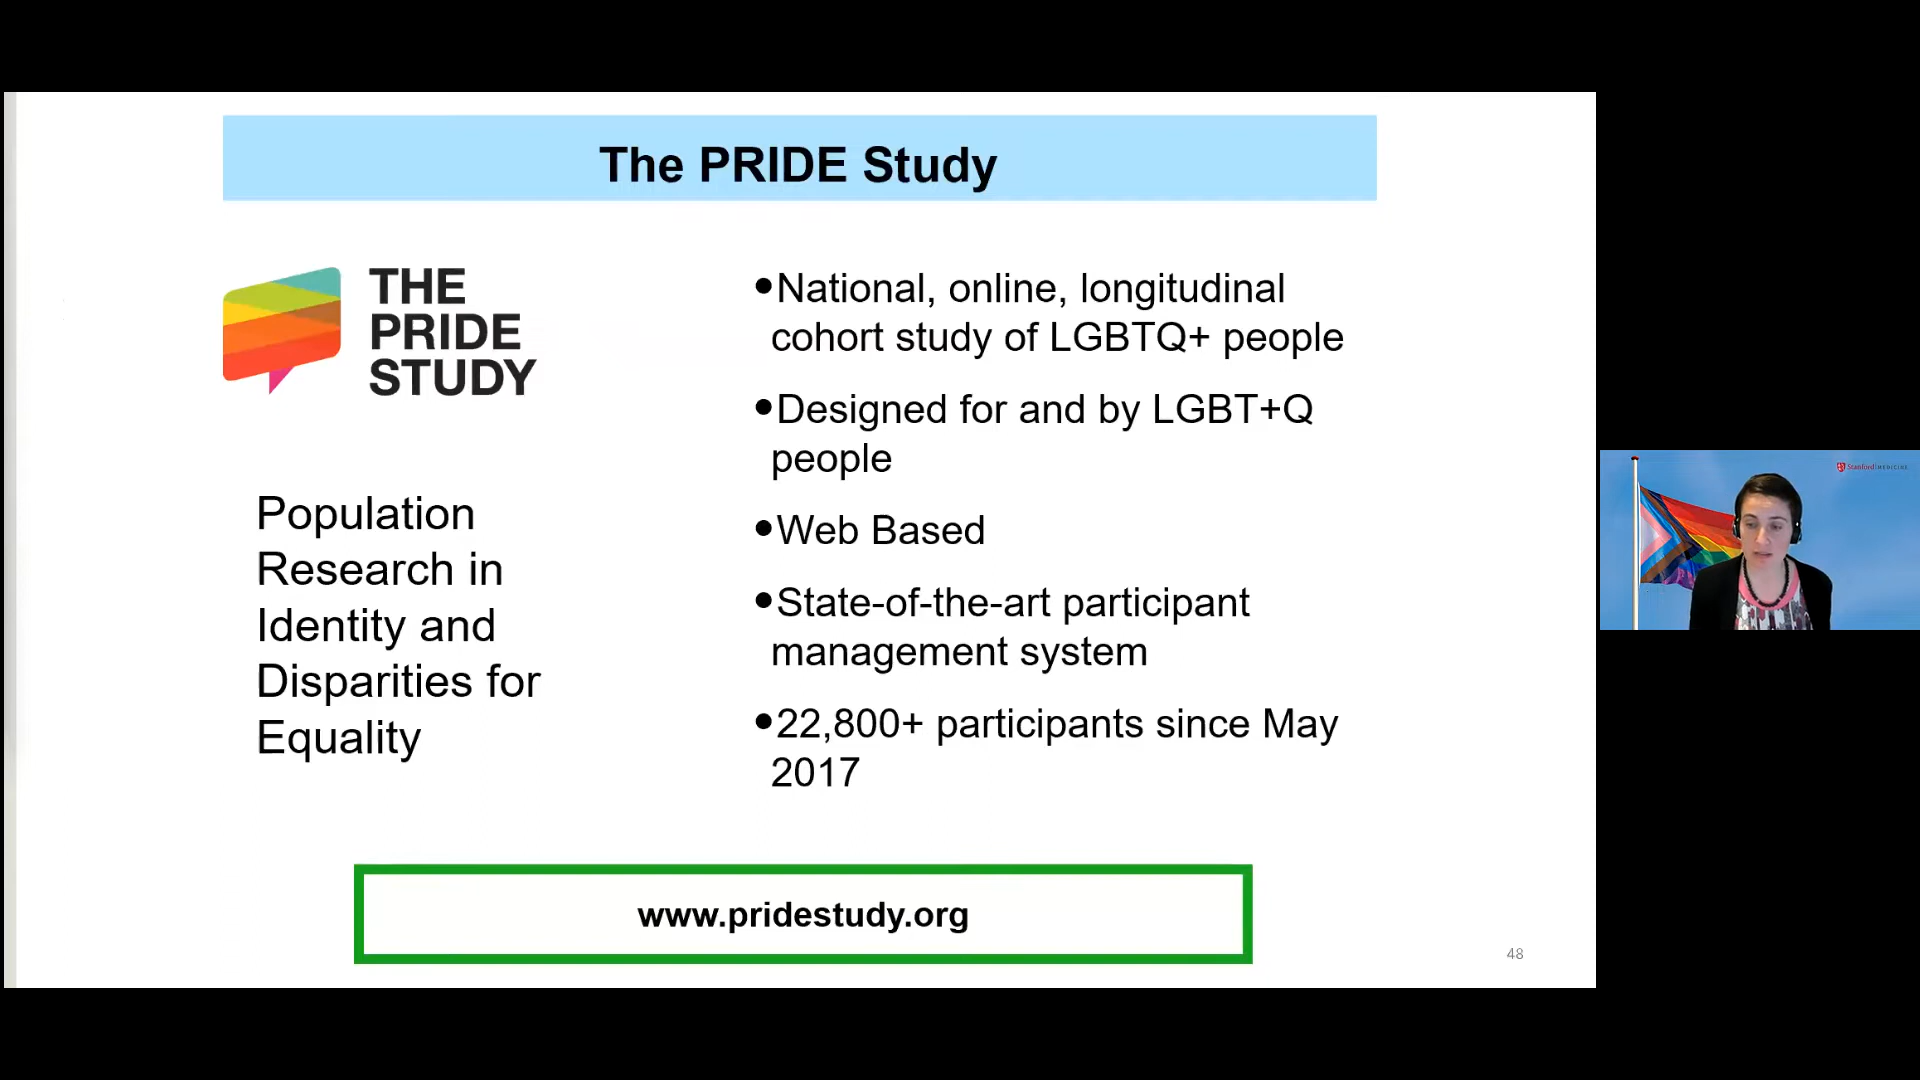 The PRIDE Study
THE
PRIDE
STUDY
Population
Research in
Identity and
Disparities for
Equality
•National, online, longitudinal
cohort study of LGBTQ+ people
•Designed for and by LGBT+Q
people
•Web Based
•State-of-the-art participant
management system
•22,800+ participants since May
2017
www.pridestudy.org
48
Stanford MEDICINE